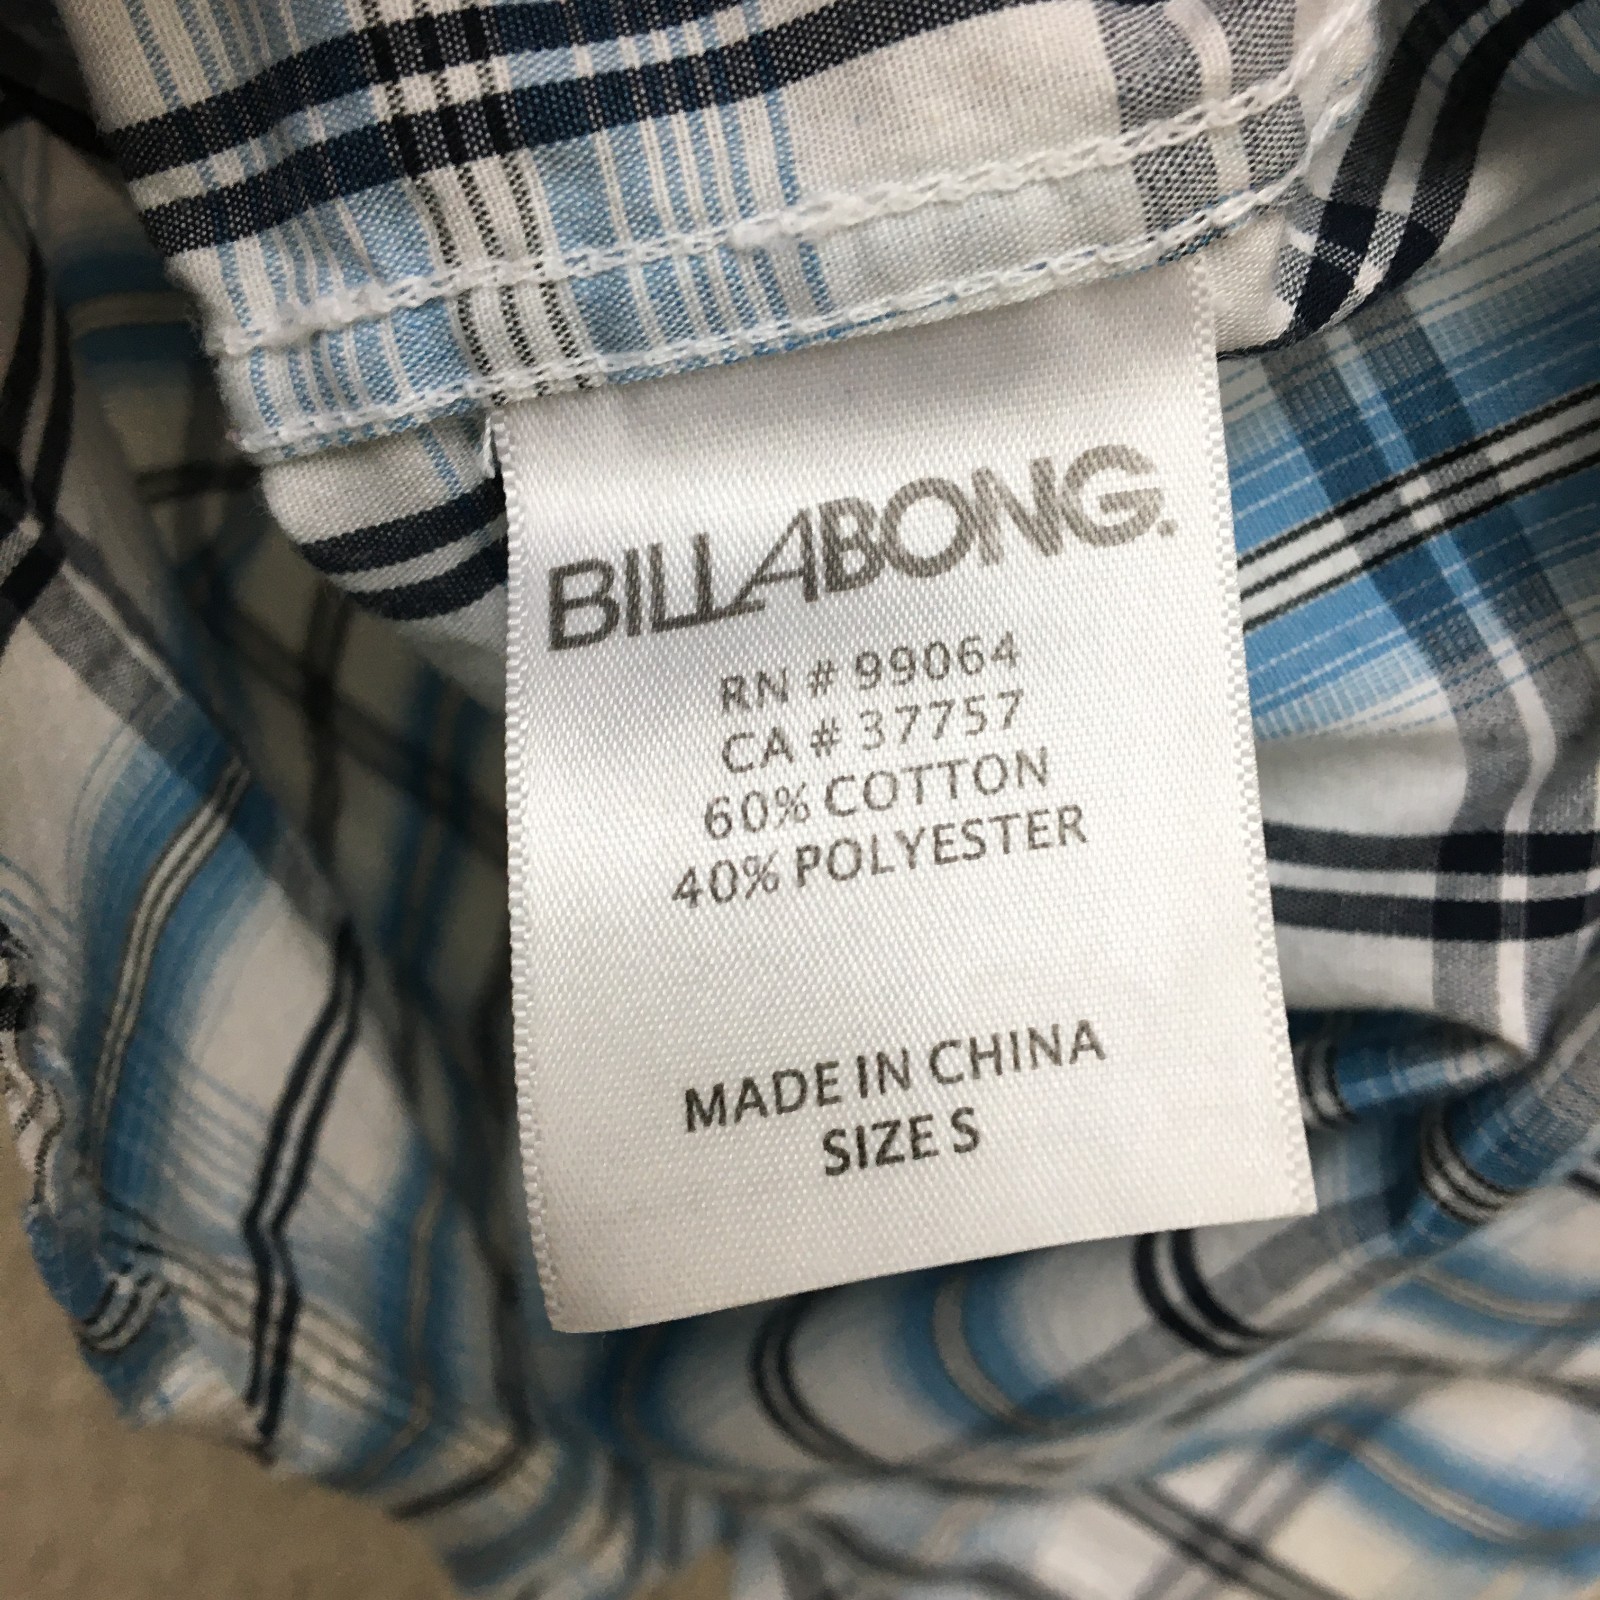 BILLABONG.
RN # 99064
CA # 37757
60% COTTON
40% POLYESTER
MADE IN CHINA
SIZE S